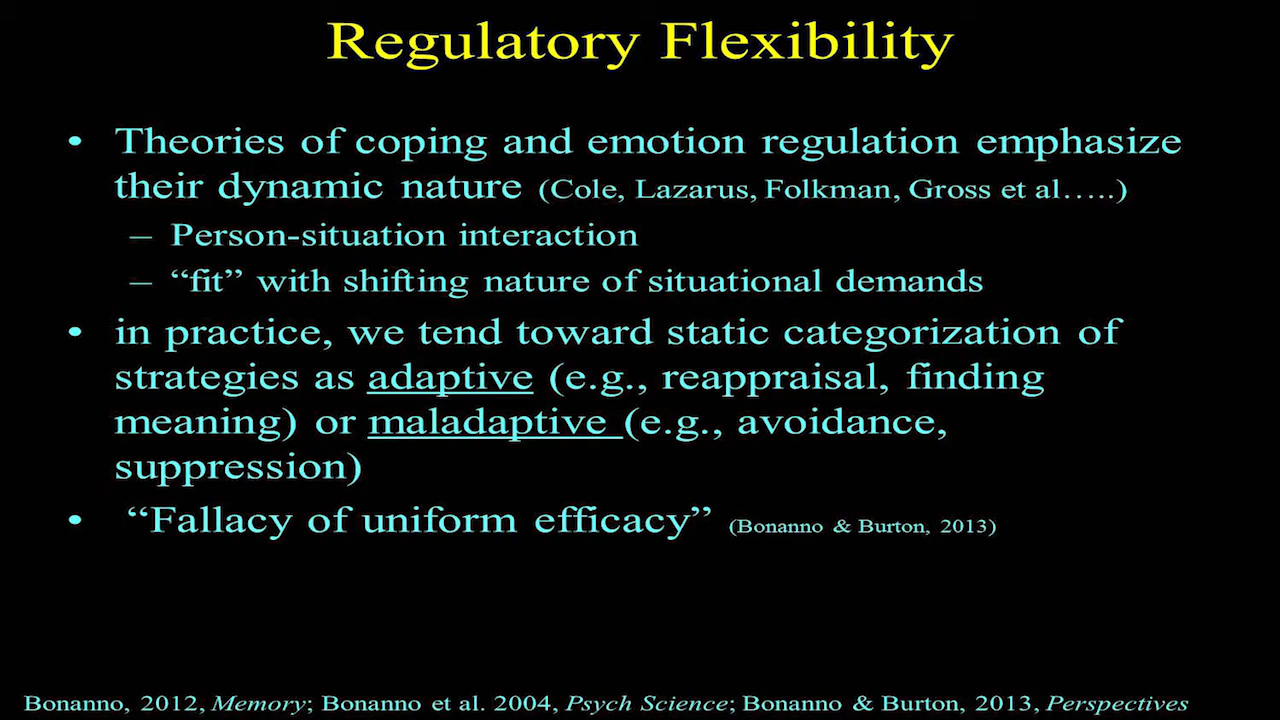 Regulatory Flexibility
• Theories of coping and emotion regulation emphasize
their dynamic nature (Cole, Lazarus, Folkman, Gross et al…..)
– Person-situation interaction
– “fit” with shifting nature of situational demands
• in practice, we tend toward static categorization of
strategies as adaptive (e.g., reappraisal, finding
meaning) or maladaptive (e.g., avoidance,
suppression)
• “Fallacy of uniform efficacy” (Bonanno & Burton, 2013)
Bonanno, 2012, Memory; Bonanno et al. 2004, Psych Science; Bonanno & Burton, 2013, Perspectives